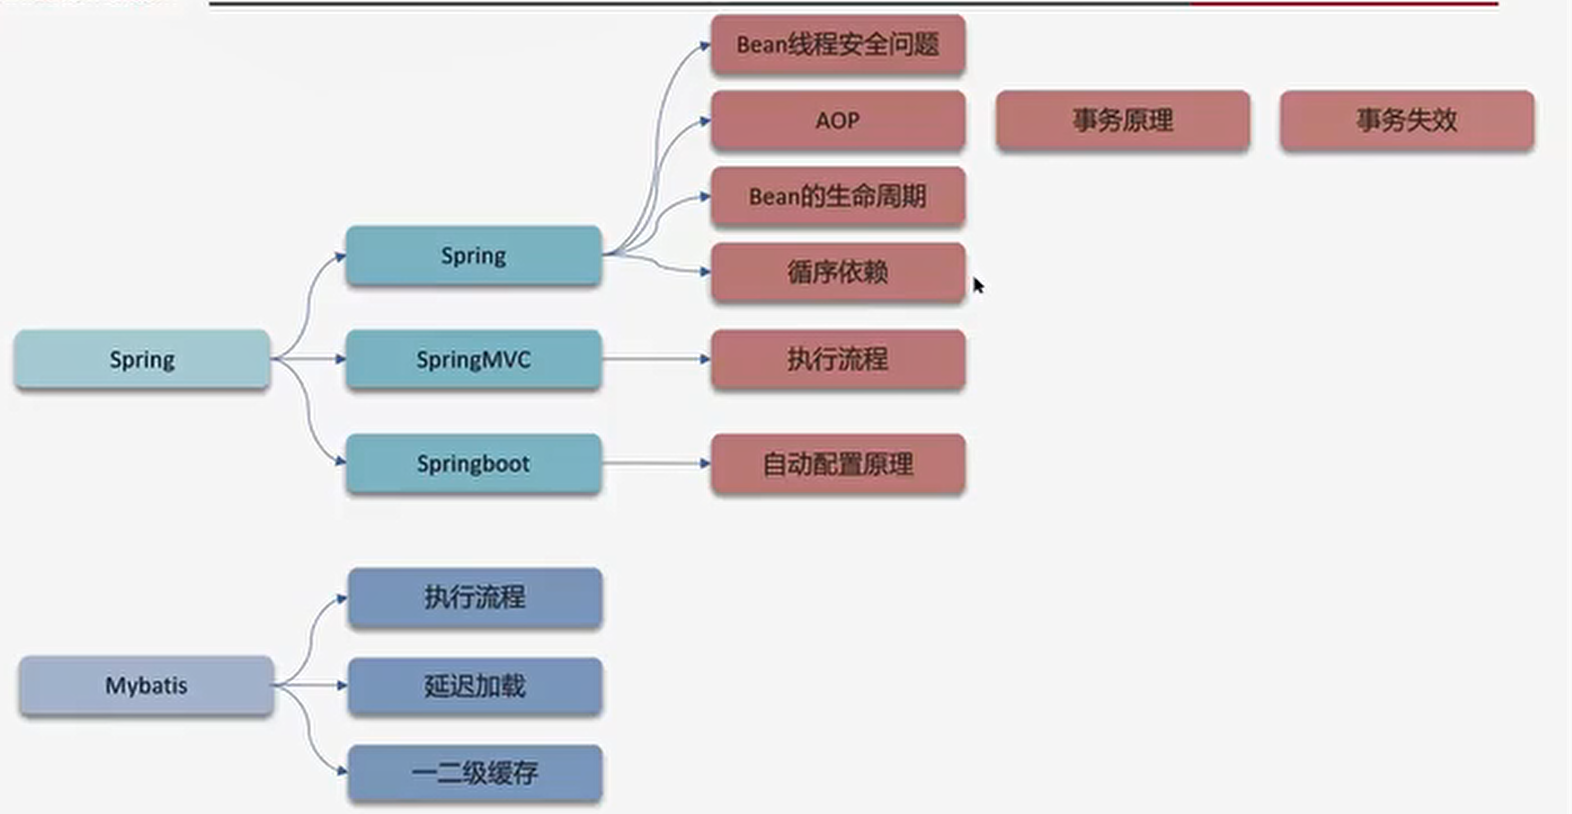 Bean线程安全问题
AOP
事务原理
事务失效
Bean的生命周期
Spring
循序依赖
Spring
SpringMVC
执行流程
Springboot
自动配置原理
执行流程
Mybatis
延迟加载
一二级缓存